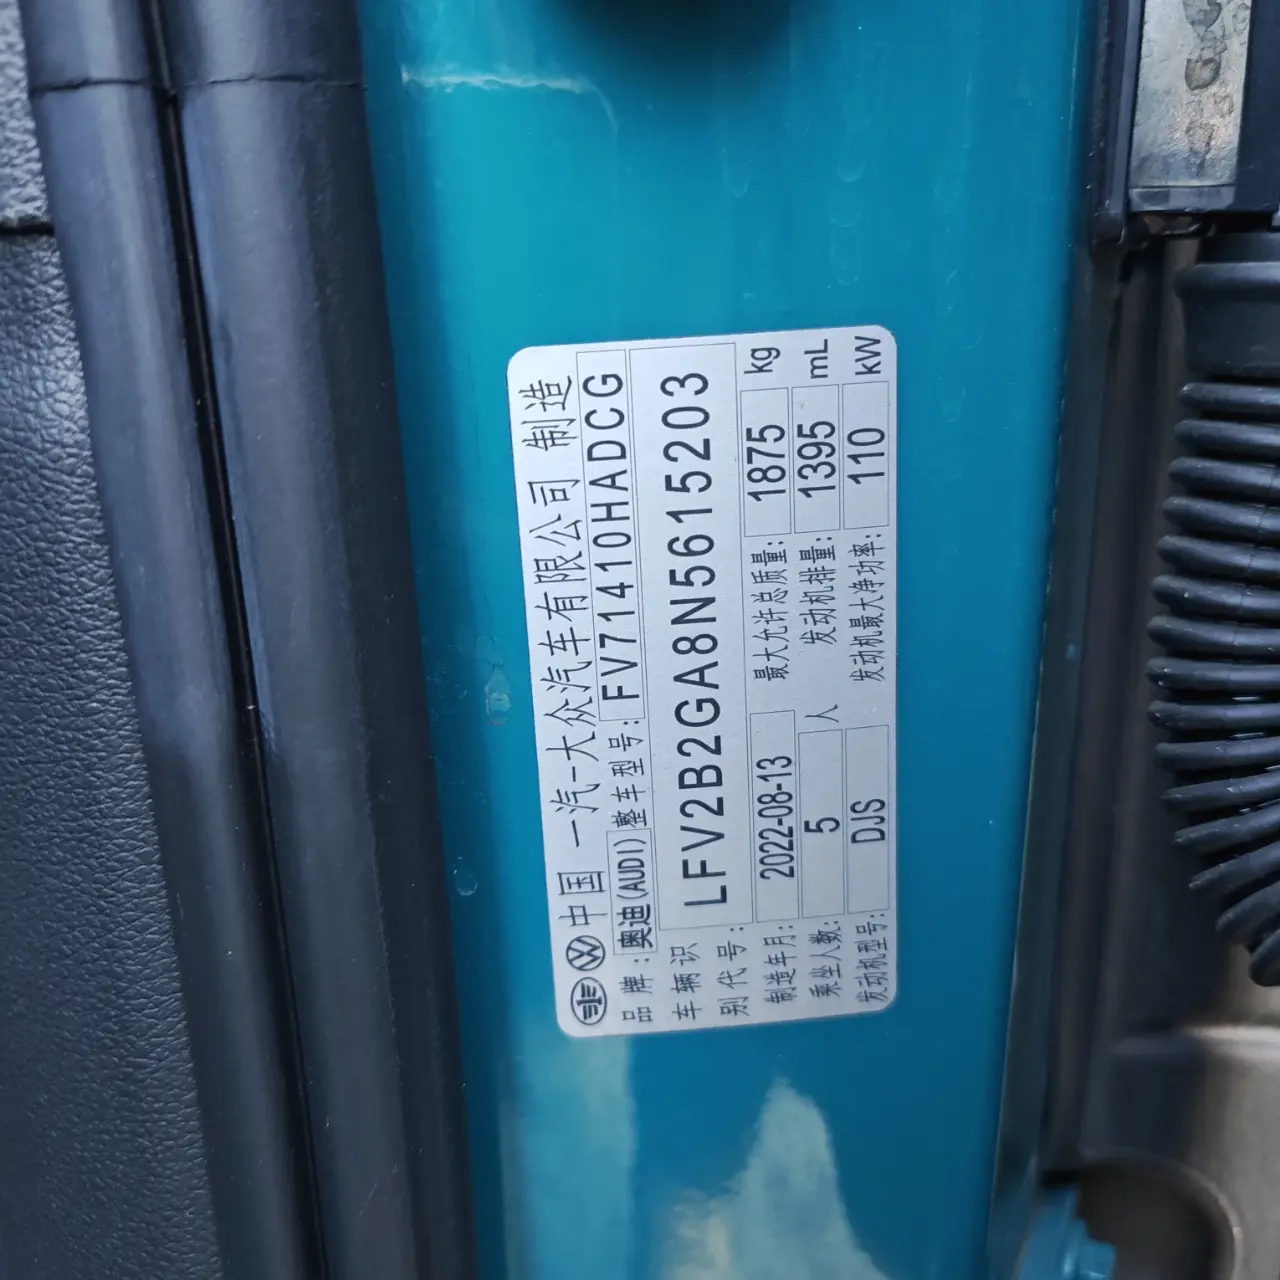 中国 一汽-大众汽车有限公司 制造
品牌: 奥迪(AUDI) 整车型号: FV71410HADCG
车辆识别代号: LFV2B2GA8N5615203
制造年月: 2022-08-13 最大允许总质量: 1875 kg
乘坐人数: 5 人 发动机排量: 1395 mL
发动机型号: DJS 发动机最大净功率: 110 kW